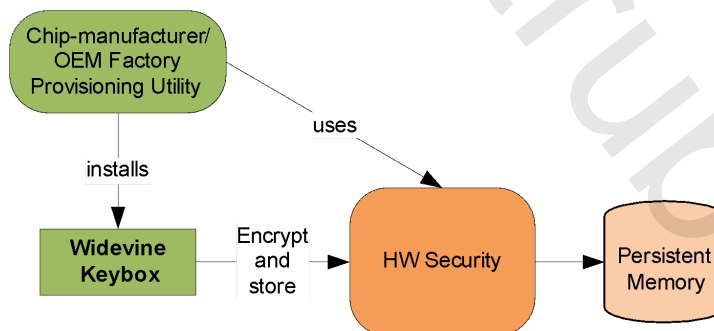 Chip-manufacturer/
OEM Factory
Provisioning Utility
uses
installs
Widevine
Keybox
Encrypt
and
store
HW Security
Persistent
Memory